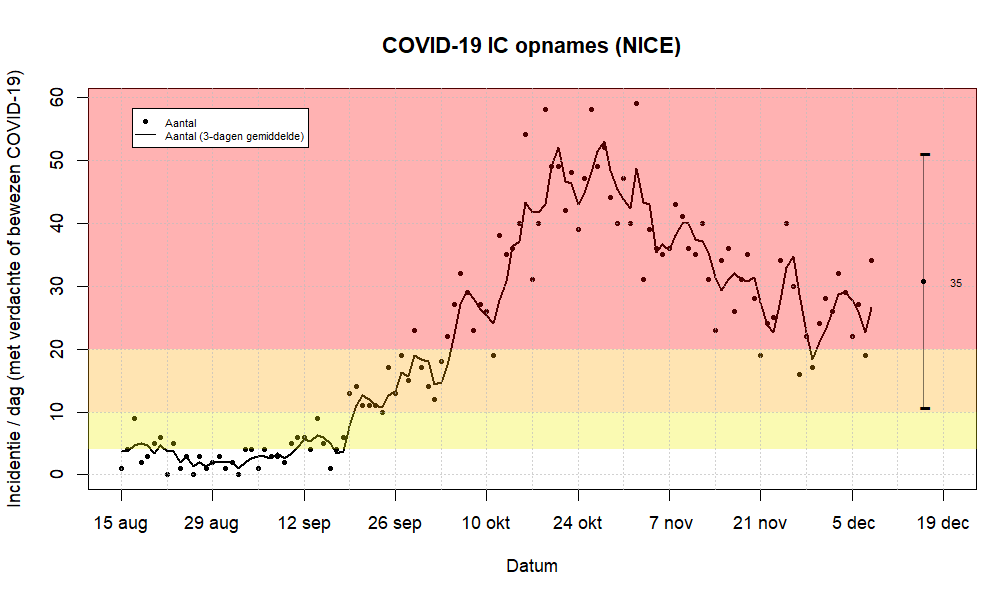 COVID-19 IC opnames (NICE)
Incidentie / dag (met verdachte of bewezen COVID-19)
60
50
40
30
20
10
0
Aantal
Aantal (3-dagen gemiddelde)
35
15 aug 29 aug 12 sep 26 sep 10 okt 24 okt 7 nov 21 nov 5 dec 19 dec
Datum